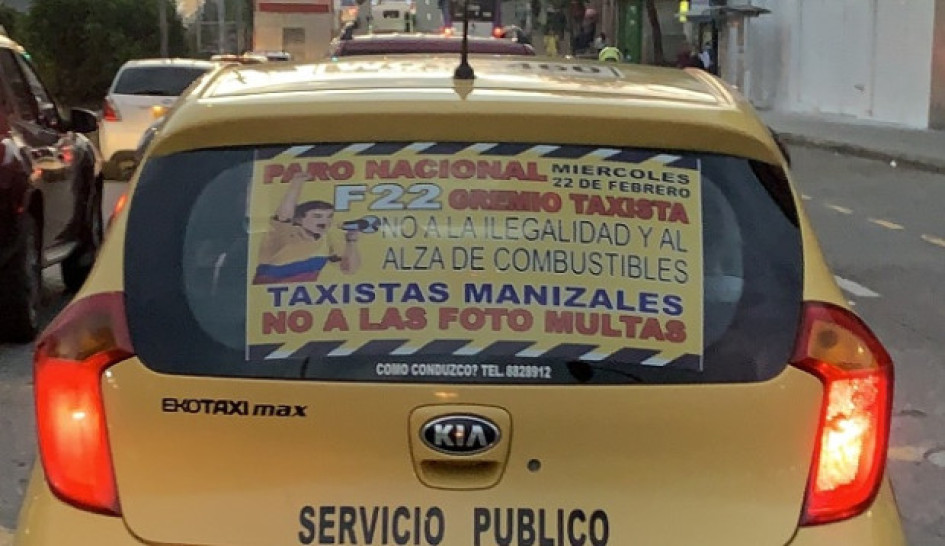 PARO NACIONAL MIERCOLES
22 DE FEBRERO
F22 GREMIO TAXISTA
NO A LA ILEGALIDAD Y AL
ALZA DE COMBUSTIBLES
TAXISTAS MANIZALES
NO A LAS FOTO MULTAS
COMO CONDUZCO? TEL. 8828912
EKOTAXI max
KIA
SERVICIO PUBLICO